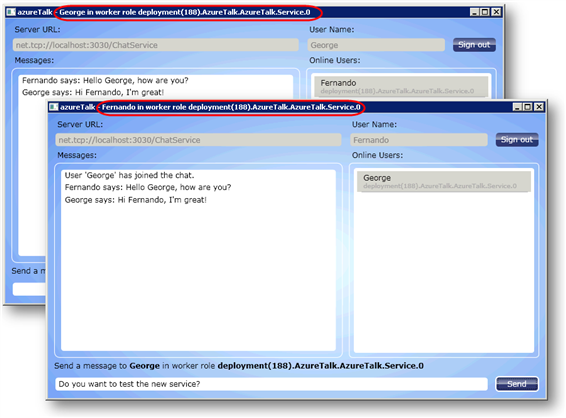 azureTalk - George in worker role deployment(188).AzureTalk.AzureTalk.Service.0
Server URL:
User Name:
net.tcp://localhost:3030/ChatService
George
Sign out
Messages:
Online Users:
Fernando says: Hello George, how are you?
George says: Hi Fernando, I'm great!
Fernando
deployment(188).AzureTalk.AzureTalk.Service.0
Send a m
azureTalk - Fernando in worker role deployment(188).AzureTalk.AzureTalk.Service.0
Server URL:
User Name:
net.tcp://localhost:3030/ChatService
Fernando
Sign out
Messages:
Online Users:
User 'George' has joined the chat.
Fernando says: Hello George, how are you?
George says: Hi Fernando, I'm great!
George
deployment(188).AzureTalk.AzureTalk.Service.0
Send a message to George in worker role deployment(188).AzureTalk.AzureTalk.Service.0
Do you want to test the new service?
Send